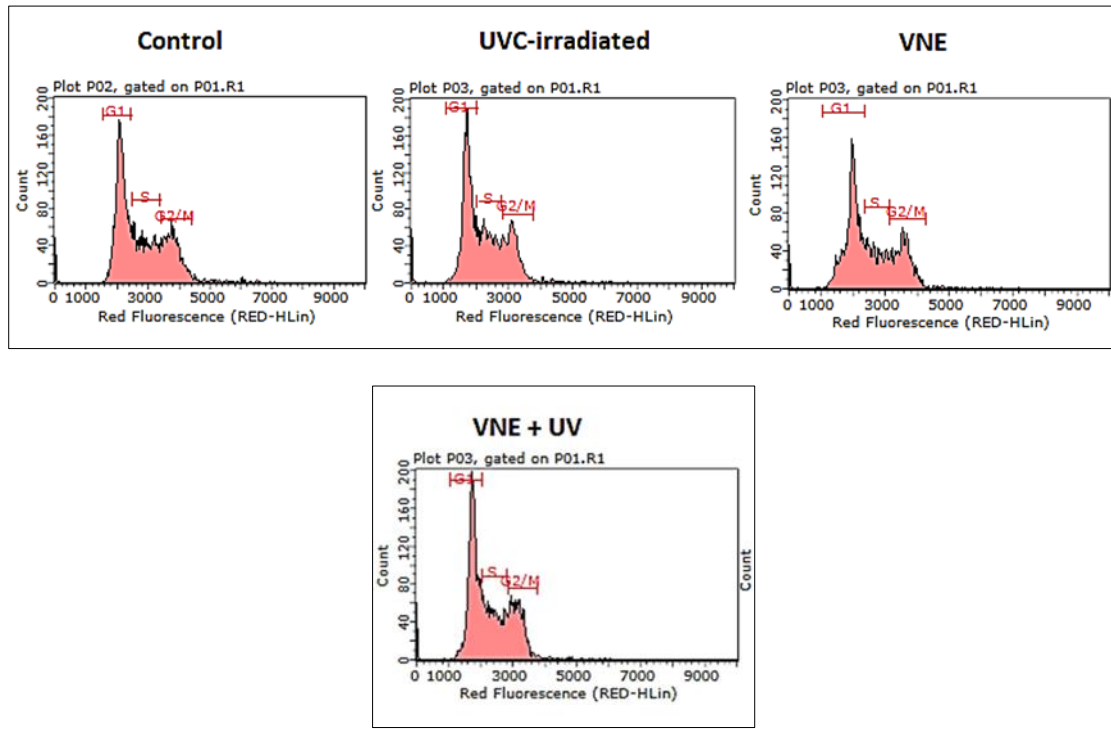 Control
Plot P02, gated on P01.R1
200
160
120
80
40
0
Count
G1
S
G2/M
0 1000 3000 5000 7000 9000
Red Fluorescence (RED-HLin)
UVC-irradiated
Plot P03, gated on P01.R1
200
160
120
80
40
0
Count
G1
S
G2/M
0 1000 3000 5000 7000 9000
Red Fluorescence (RED-HLin)
VNE
Plot P03, gated on P01.R1
200
160
120
80
40
0
Count
G1
S
G2/M
0 1000 3000 5000 7000 9000
Red Fluorescence (RED-HLin)
VNE + UV
Plot P03, gated on P01.R1
200
160
120
80
40
0
Count
G1
S
G2/M
0 1000 3000 5000 7000 9000
Red Fluorescence (RED-HLin)
Count